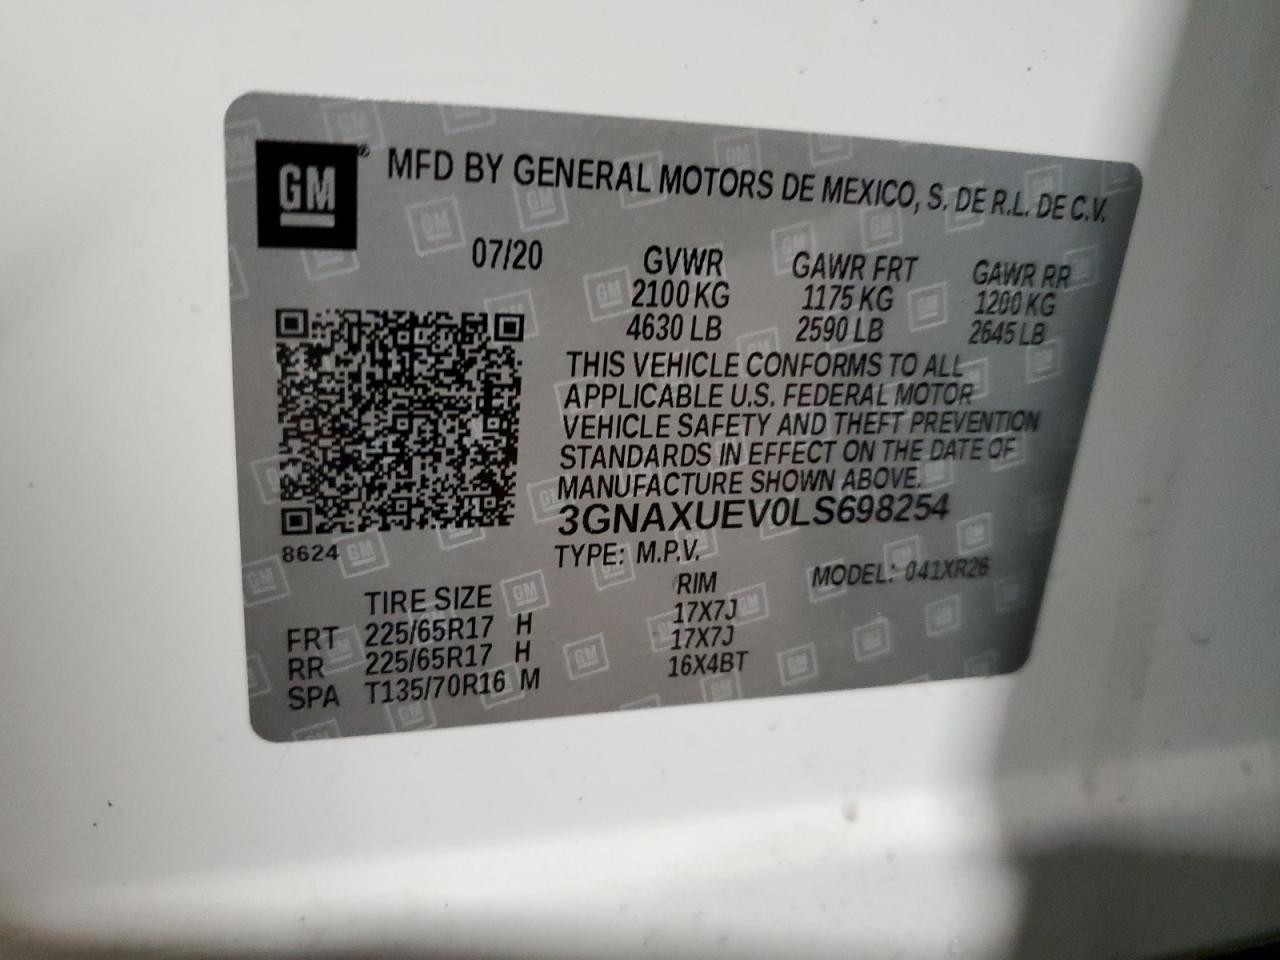 GM® MFD BY GENERAL MOTORS DE MEXICO, S. DE R.L. DE C.V.
07/20 GVWR GAWR FRT GAWR RR
2100 KG 1175 KG 1200 KG
4630 LB 2590 LB 2645 LB
THIS VEHICLE CONFORMS TO ALL
APPLICABLE U.S. FEDERAL MOTOR
VEHICLE SAFETY AND THEFT PREVENTION
STANDARDS IN EFFECT ON THE DATE OF
MANUFACTURE SHOWN ABOVE.
3GNAXUEV0LS698254
8624 TYPE: M.P.V. MODEL: 041XR26
TIRE SIZE RIM
FRT 225/65R17 H 17X7J
RR 225/65R17 H 17X7J
SPA T135/70R16 M 16X4BT